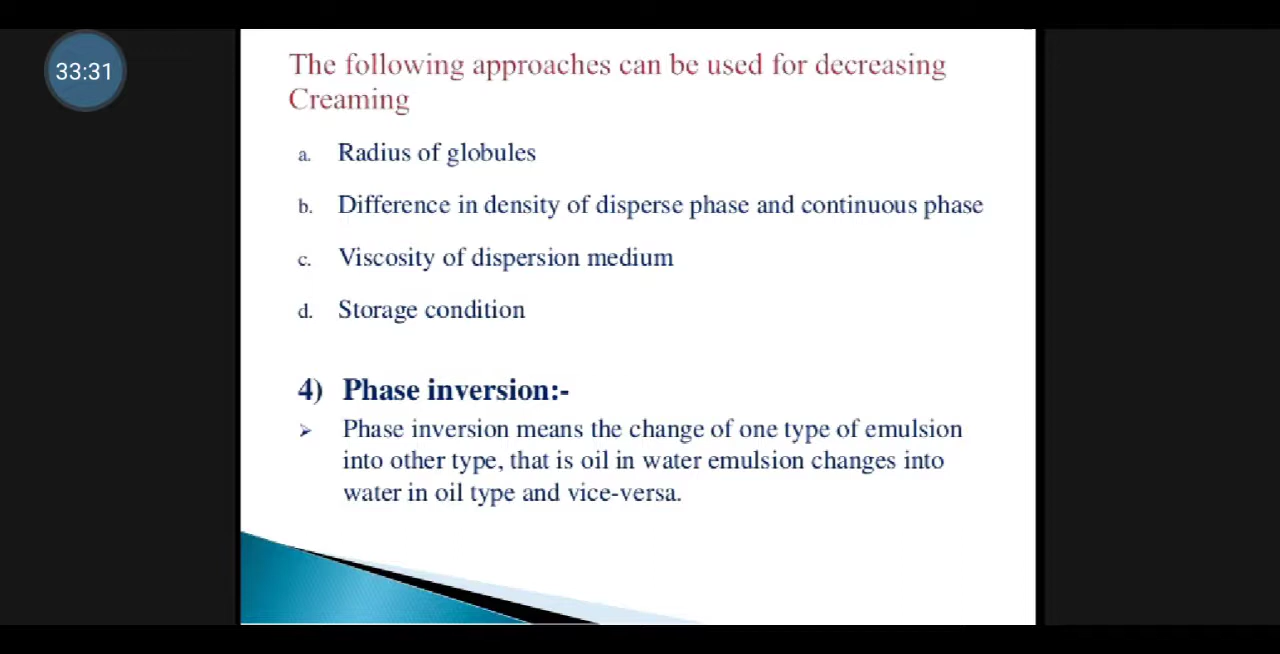 33:31
The following approaches can be used for decreasing
Creaming
a. Radius of globules
b. Difference in density of disperse phase and continuous phase
c. Viscosity of dispersion medium
d. Storage condition
4) Phase inversion:-
➢ Phase inversion means the change of one type of emulsion
into other type, that is oil in water emulsion changes into
water in oil type and vice-versa.